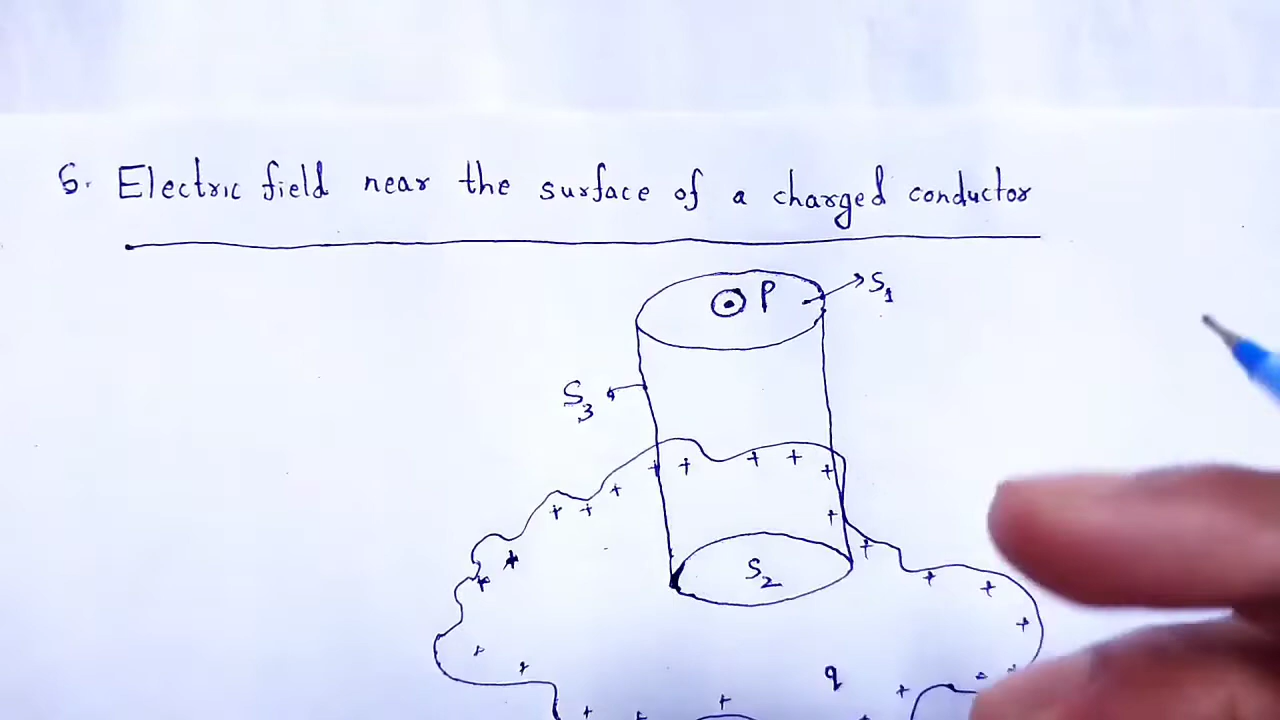 6. Electric field near the surface of a charged conductor
P
S1
S3
S2
q